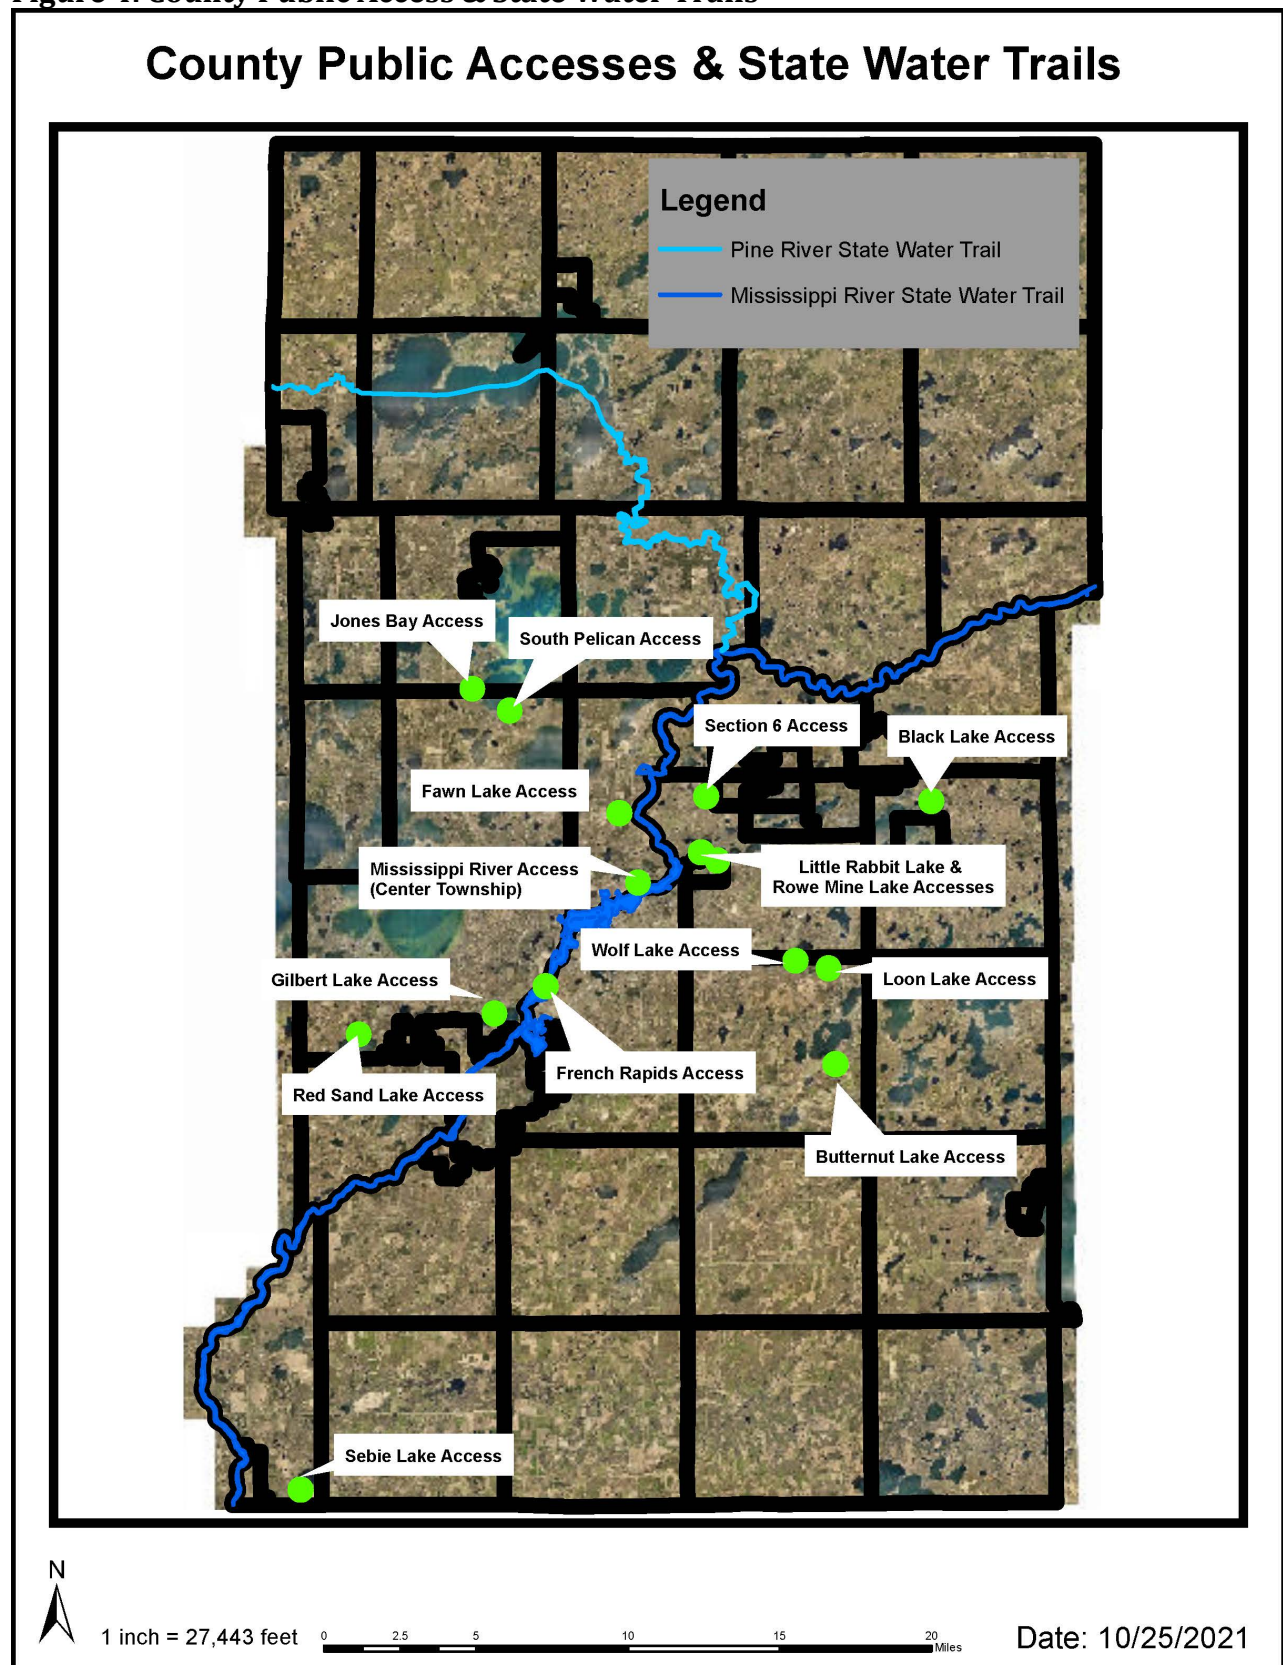 County Public Accesses & State Water Trails
Legend
Pine River State Water Trail
Mississippi River State Water Trail
Jones Bay Access
South Pelican Access
Section 6 Access
Black Lake Access
Fawn Lake Access
Mississippi River Access
(Center Township)
Little Rabbit Lake &
Rowe Mine Lake Accesses
Wolf Lake Access
Loon Lake Access
Gilbert Lake Access
French Rapids Access
Red Sand Lake Access
Butternut Lake Access
Sebie Lake Access
N
1 inch = 27,443 feet
0 2.5 5 10 15 20
Miles
Date: 10/25/2021